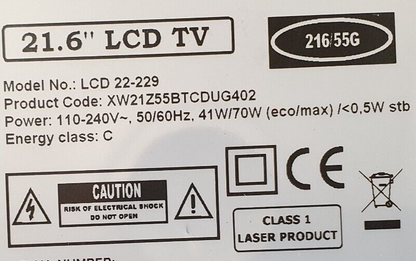 21.6" LCD TV
216/55G
Model No.: LCD 22-229
Product Code: XW21Z55BTCDUG402
Power: 110-240V~, 50/60Hz, 41W/70W (eco/max) /<0,5W stb
Energy class: C
CE
CAUTION
RISK OF ELECTRICAL SHOCK
DO NOT OPEN
CLASS 1
LASER PRODUCT